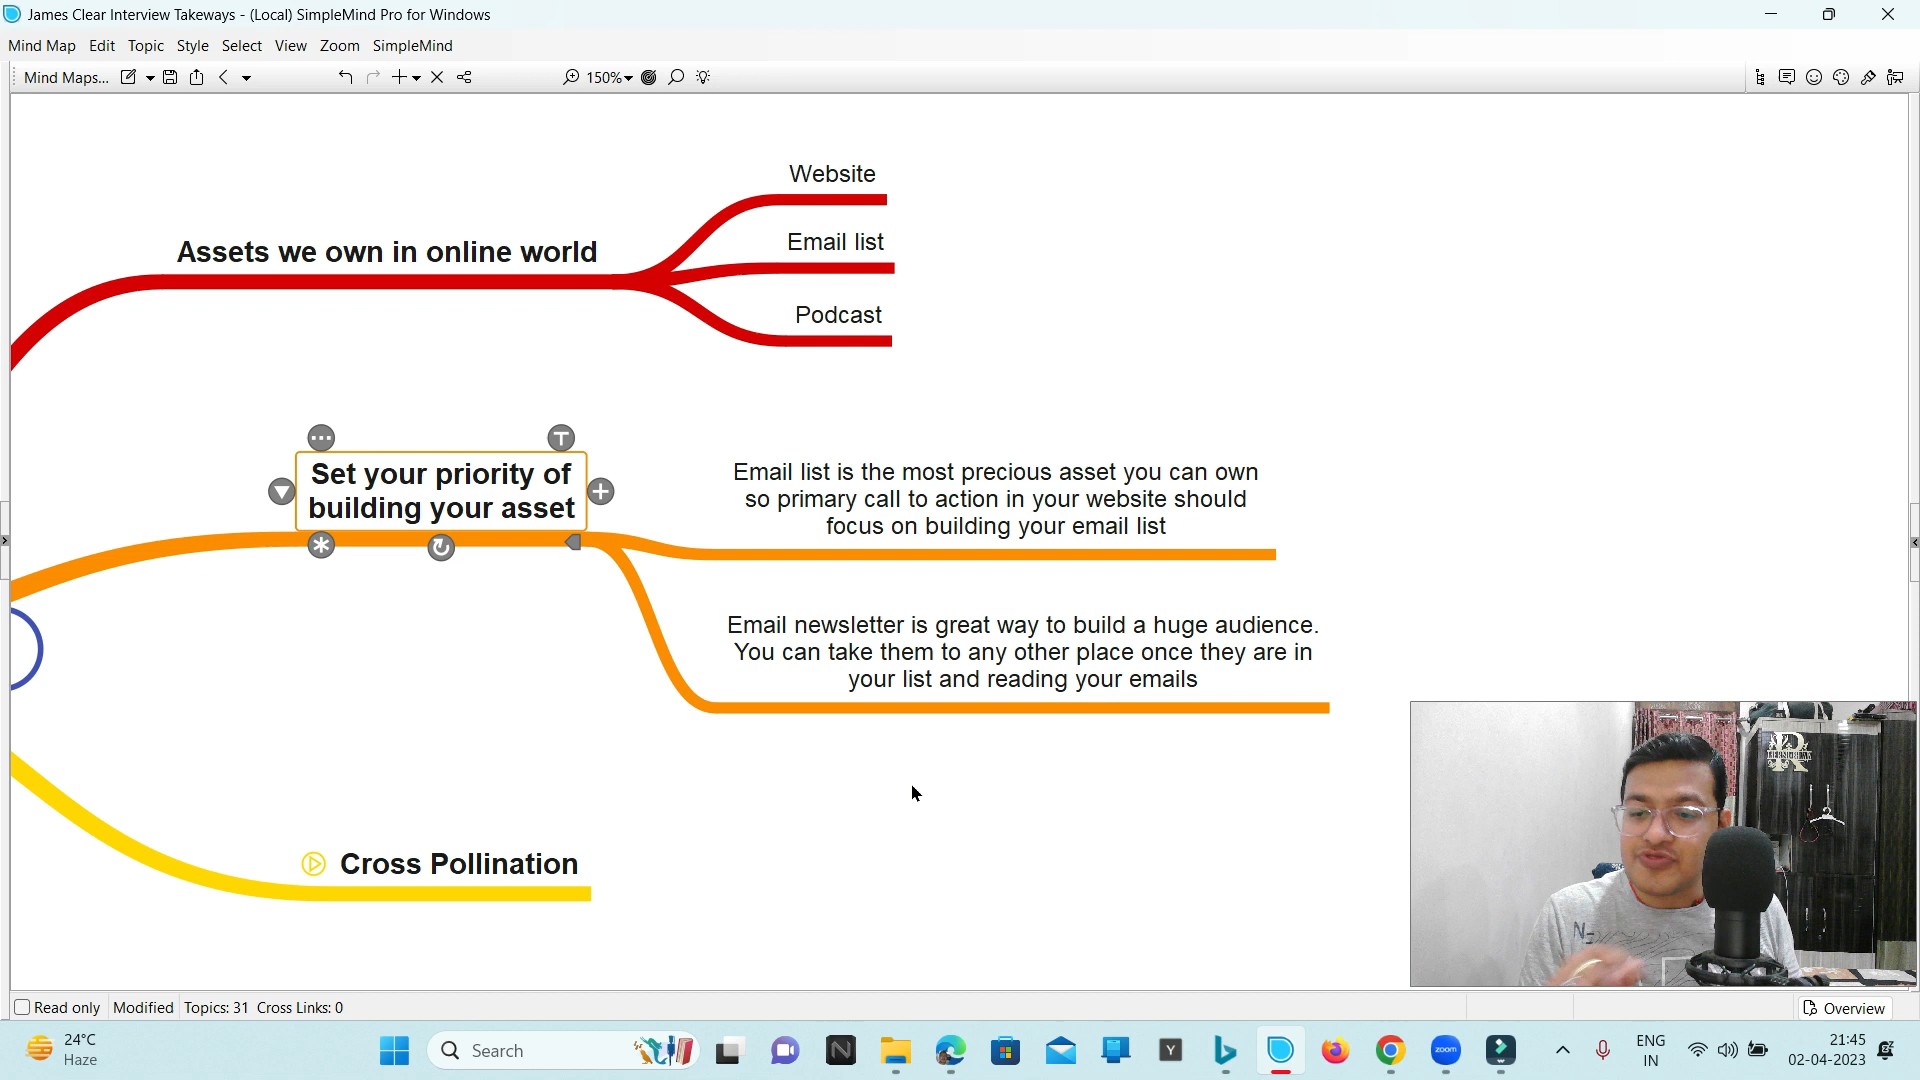 James Clear Interview Takeways - (Local) SimpleMind Pro for Windows
Mind Map Edit Topic Style Select View Zoom SimpleMind
Mind Maps... 150%
Website
Email list
Assets we own in online world
Podcast
Set your priority of
building your asset
Email list is the most precious asset you can own
so primary call to action in your website should
focus on building your email list
Email newsletter is great way to build a huge audience.
You can take them to any other place once they are in
your list and reading your emails
Cross Pollination
Read only Modified Topics: 31 Cross Links: 0 Overview
24°C
Haze
Search
zoom
ENG
IN
21:45
02-04-2023